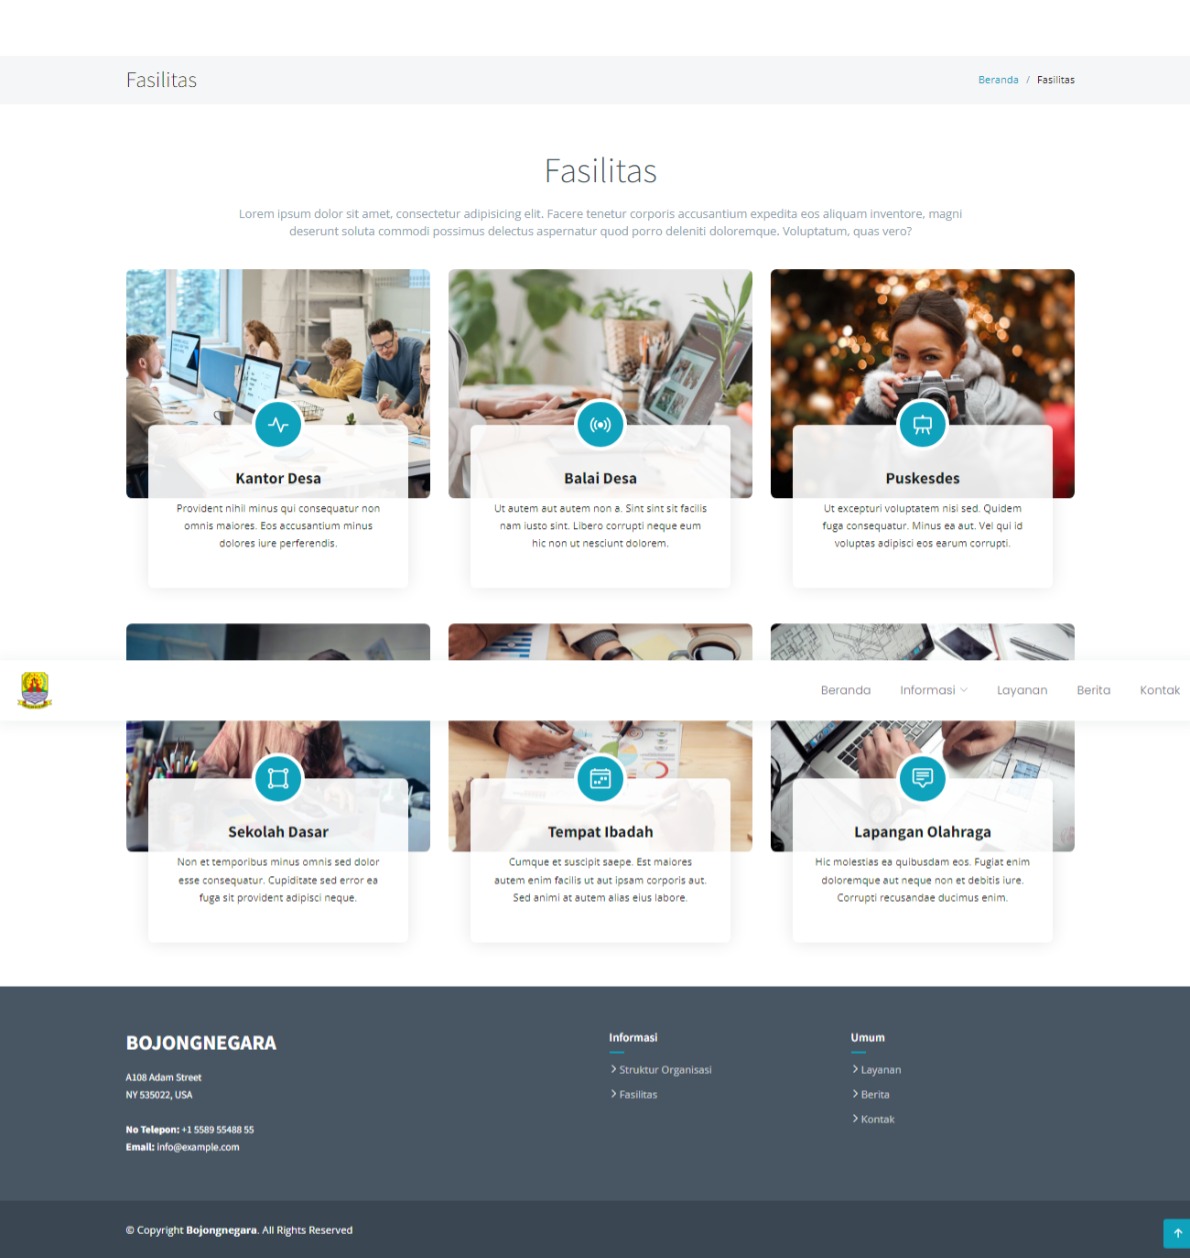 Fasilitas
Beranda / Fasilitas
Fasilitas
Lorem ipsum dolor sit amet, consectetur adipisicing elit. Facere tenetur corporis accusantium expedita eos aliquam inventore, magni
deserunt soluta commodi possimus delectus aspernatur quod porro deleniti doloremque. Voluptatum, quas vero?
Kantor Desa
Provident nihil minus qui consequatur non
omnis maiores. Eos accusantium minus
dolores iure perferendis.
Balai Desa
Ut autem aut autem non a. Sint sint sit facilis
nam iusto sint. Libero corrupti neque eum
hic non ut nesciunt dolorem.
Puskesdes
Ut excepturi voluptatem nisi sed. Quidem
fuga consequatur. Minus ea aut. Vel qui id
voluptas adipisci eos earum corrupti.
Beranda
Informasi
Layanan
Berita
Kontak
Sekolah Dasar
Non et temporibus minus omnis sed dolor
esse consequatur. Cupiditate sed error ea
fuga sit provident adipisci neque.
Tempat Ibadah
Cumque et suscipit saepe. Est maiores
autem enim facilis ut aut ipsam corporis aut.
Sed animi at autem alias eius labore.
Lapangan Olahraga
Hic molestias ea quibusdam eos. Fugiat enim
doloremque aut neque non et debitis iure.
Corrupti recusandae ducimus enim.
BOJONGNEGARA
A108 Adam Street
NY 535022, USA
No Telepon: +1 5589 55488 55
Email: info@example.com
Informasi
Struktur Organisasi
Fasilitas
Umum
Layanan
Berita
Kontak
© Copyright Bojongnegara. All Rights Reserved